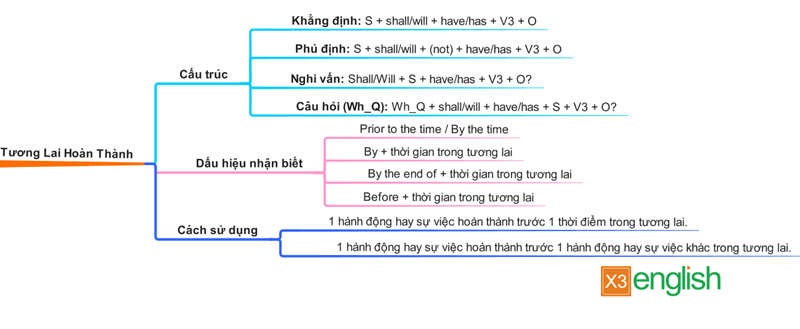 Tương Lai Hoàn Thành
Cấu trúc
Khẳng định: S + shall/will + have/has + V3 + O
Phủ định: S + shall/will + (not) + have/has + V3 + O
Nghi vấn: Shall/Will + S + have/has + V3 + O?
Câu hỏi (Wh_Q): Wh_Q + shall/will + have/has + S + V3 + O?
Dấu hiệu nhận biết
Prior to the time / By the time
By + thời gian trong tương lai
By the end of + thời gian trong tương lai
Before + thời gian trong tương lai
Cách sử dụng
1 hành động hay sự việc hoàn thành trước 1 thời điểm trong tương lai.
1 hành động hay sự việc hoàn thành trước 1 hành động hay sự việc khác trong tương lai.
X3 english